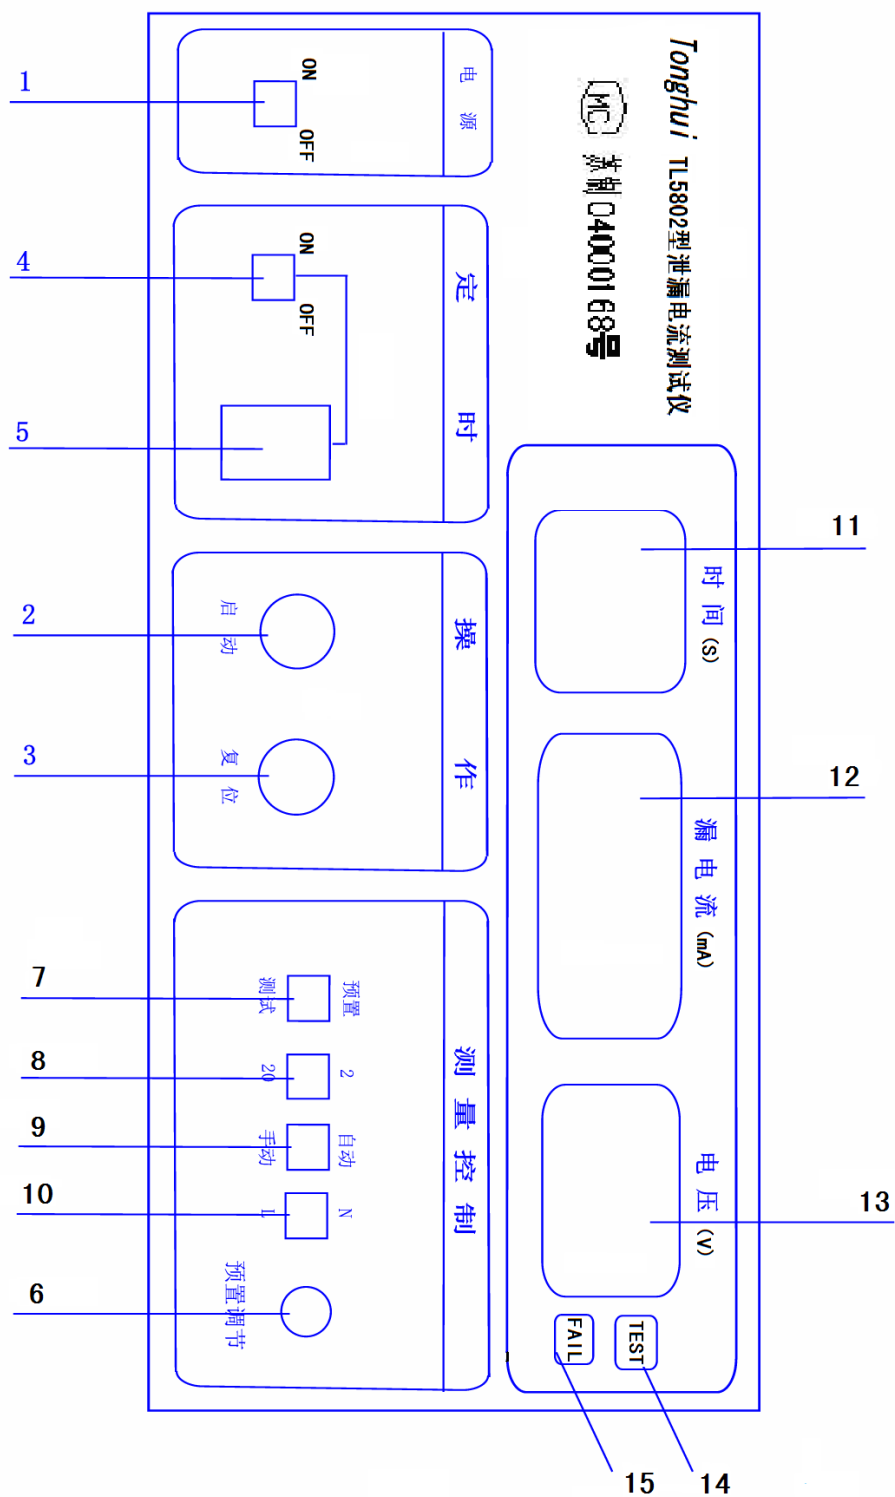 Tonghui TL5802型泄漏电流测试仪
MC 苏制04000168号
时间(S)
漏电流(mA)
电压(V)
TEST
FAIL
电源
ON
OFF
定时
ON
OFF
操作
启动
复位
测量控制
预置
测试
2
20
自动
手动
N
L
预置调节
1
4
5
2
3
7
8
9
10
6
11
12
13
14
15